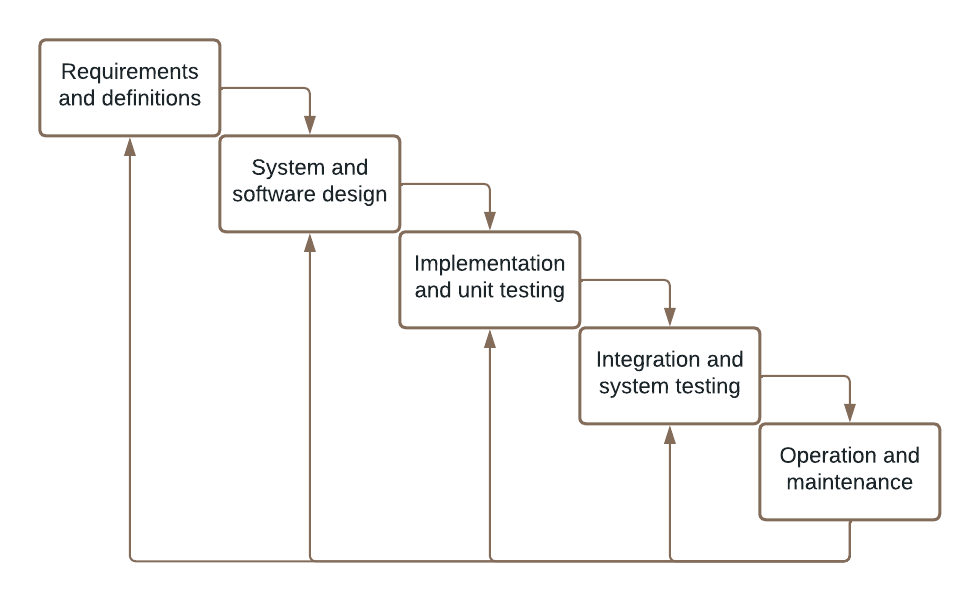 Requirements
and definitions
System and
software design
Implementation
and unit testing
Integration and
system testing
Operation and
maintenance